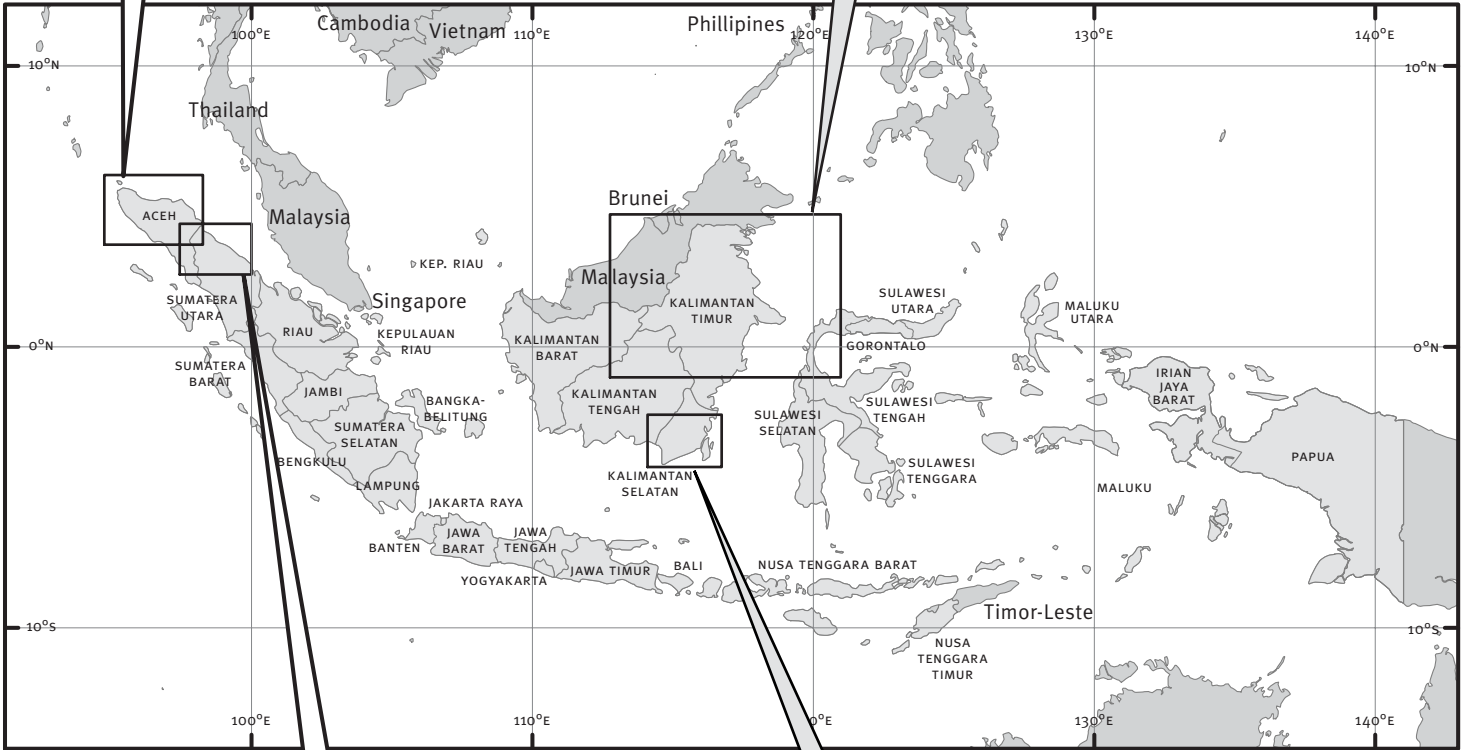 Cambodia
Vietnam
Phillipines
100°E
110°E
120°E
130°E
140°E
10°N
10°N
Thailand
Brunei
ACEH
Malaysia
KEP. RIAU
Malaysia
SUMATERA
UTARA
Singapore
KALIMANTAN
TIMUR
SULAWESI
UTARA
MALUKU
UTARA
RIAU
KEPULAUAN
RIAU
KALIMANTAN
BARAT
0°N
GORONTALO
0°N
SUMATERA
BARAT
IRIAN
JAYA
BARAT
JAMBI
BANGKA-
BELITUNG
KALIMANTAN
TENGAH
SULAWESI
SELATAN
SULAWESI
TENGAH
SUMATERA
SELATAN
BENGKULU
PAPUA
LAMPUNG
KALIMANTAN
SELATAN
SULAWESI
TENGGARA
MALUKU
JAKARTA RAYA
BANTEN
JAWA
BARAT
JAWA
TENGAH
YOGYAKARTA
JAWA TIMUR
BALI
NUSA TENGGARA BARAT
Timor-Leste
10°S
10°S
NUSA
TENGGARA
TIMUR
100°E
110°E
0°E
130°E
140°E